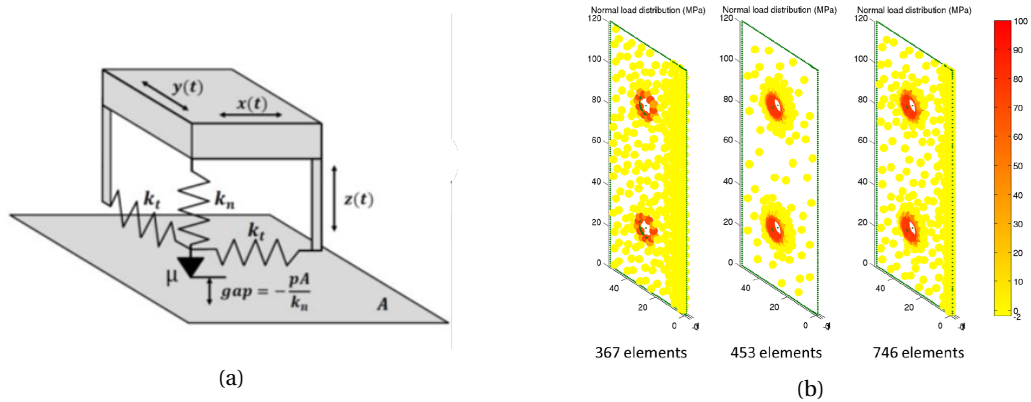 y(t)
x(t)
z(t)
k_t
k_n
k_t
μ
gap = - pA / k_n
A
(a)
Normal load distribution (MPa)
120
100
80
60
40
20
0
40
20
0
367 elements
Normal load distribution (MPa)
120
100
80
60
40
20
0
40
20
0
453 elements
Normal load distribution (MPa)
120
100
80
60
40
20
0
40
20
0
746 elements
100
90
80
70
60
50
40
30
20
10
0
-2
(b)